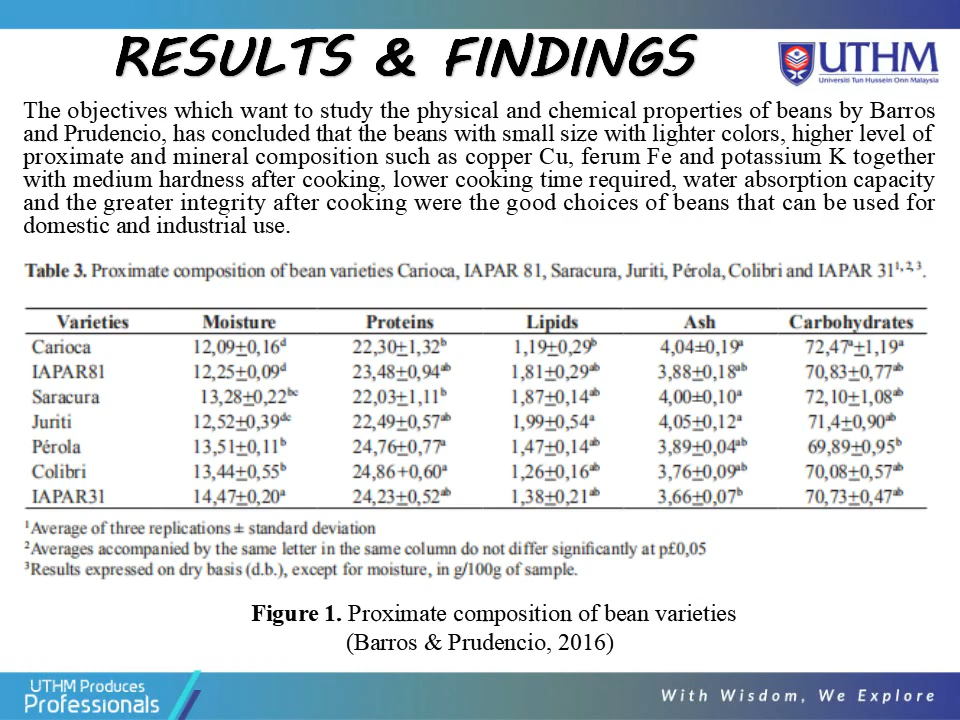 RESULTS & FINDINGS
UTHM
Universiti Tun Hussein Onn Malaysia
The objectives which want to study the physical and chemical properties of beans by Barros
and Prudencio, has concluded that the beans with small size with lighter colors, higher level of
proximate and mineral composition such as copper Cu, ferum Fe and potassium K together
with medium hardness after cooking, lower cooking time required, water absorption capacity
and the greater integrity after cooking were the good choices of beans that can be used for
domestic and industrial use.
Table 3. Proximate composition of bean varieties Carioca, IAPAR 81, Saracura, Juriti, Pérola, Colibri and IAPAR 31¹,²,³.
Varieties Moisture Proteins Lipids Ash Carbohydrates
Carioca 12,09±0,16ᵈ 22,30±1,32ᵇ 1,19±0,29ᵇ 4,04±0,19ᵃ 72,47ᵃ±1,19ᵃ
IAPAR81 12,25±0,09ᵈ 23,48±0,94ᵃᵇ 1,81±0,29ᵃᵇ 3,88±0,18ᵃᵇ 70,83±0,77ᵃᵇ
Saracura 13,28±0,22ᵇᶜ 22,03±1,11ᵇ 1,87±0,14ᵃᵇ 4,00±0,10ᵃ 72,10±1,08ᵃᵇ
Juriti 12,52±0,39ᵈᶜ 22,49±0,57ᵃᵇ 1,99±0,54ᵃ 4,05±0,12ᵃ 71,4±0,90ᵃᵇ
Pérola 13,51±0,11ᵇ 24,76±0,77ᵃ 1,47±0,14ᵃᵇ 3,89±0,04ᵃᵇ 69,89±0,95ᵇ
Colibri 13,44±0,55ᵇ 24,86+0,60ᵃ 1,26±0,16ᵃᵇ 3,76±0,09ᵃᵇ 70,08±0,57ᵃᵇ
IAPAR31 14,47±0,20ᵃ 24,23±0,52ᵃᵇ 1,38±0,21ᵃᵇ 3,66±0,07ᵇ 70,73±0,47ᵃᵇ
¹Average of three replications ± standard deviation
²Averages accompanied by the same letter in the same column do not differ significantly at p£0,05
³Results expressed on dry basis (d.b.), except for moisture, in g/100g of sample.
Figure 1. Proximate composition of bean varieties
(Barros & Prudencio, 2016)
UTHM Produces
Professionals
With Wisdom, We Explore